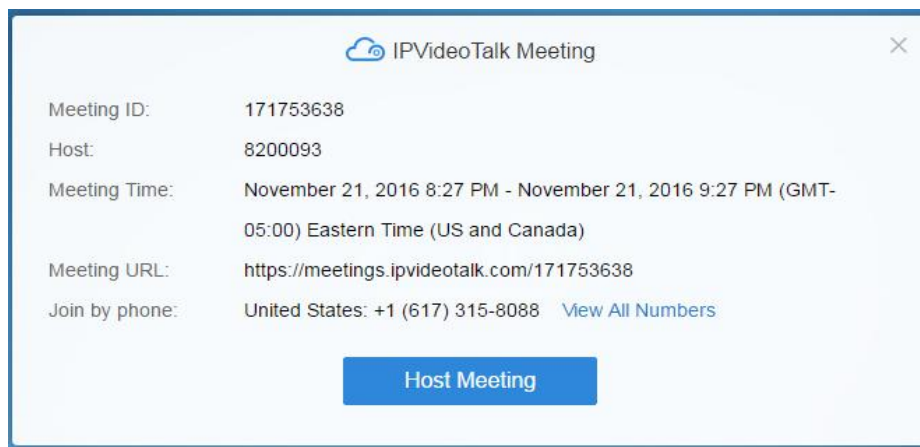 IPVideoTalk Meeting
Meeting ID: 171753638
Host: 8200093
Meeting Time: November 21, 2016 8:27 PM - November 21, 2016 9:27 PM (GMT-
05:00) Eastern Time (US and Canada)
Meeting URL: https://meetings.ipvideotalk.com/171753638
Join by phone: United States: +1 (617) 315-8088 View All Numbers
Host Meeting